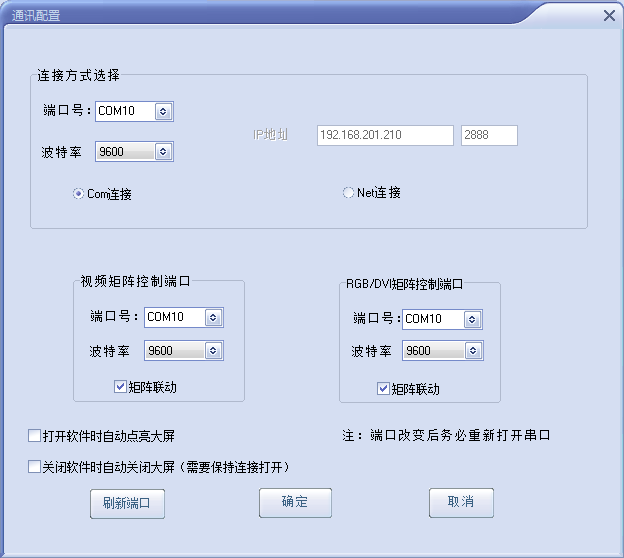 通讯配置
连接方式选择
端口号: COM10
IP地址 192.168.201.210 2888
波特率 9600
Com连接 Net连接
视频矩阵控制端口
RGB/DVI矩阵控制端口
端口号: COM10
端口号: COM10
波特率 9600
波特率 9600
矩阵联动
矩阵联动
打开软件时自动点亮大屏
注：端口改变后务必重新打开串口
关闭软件时自动关闭大屏（需要保持连接打开）
刷新端口
确定
取消